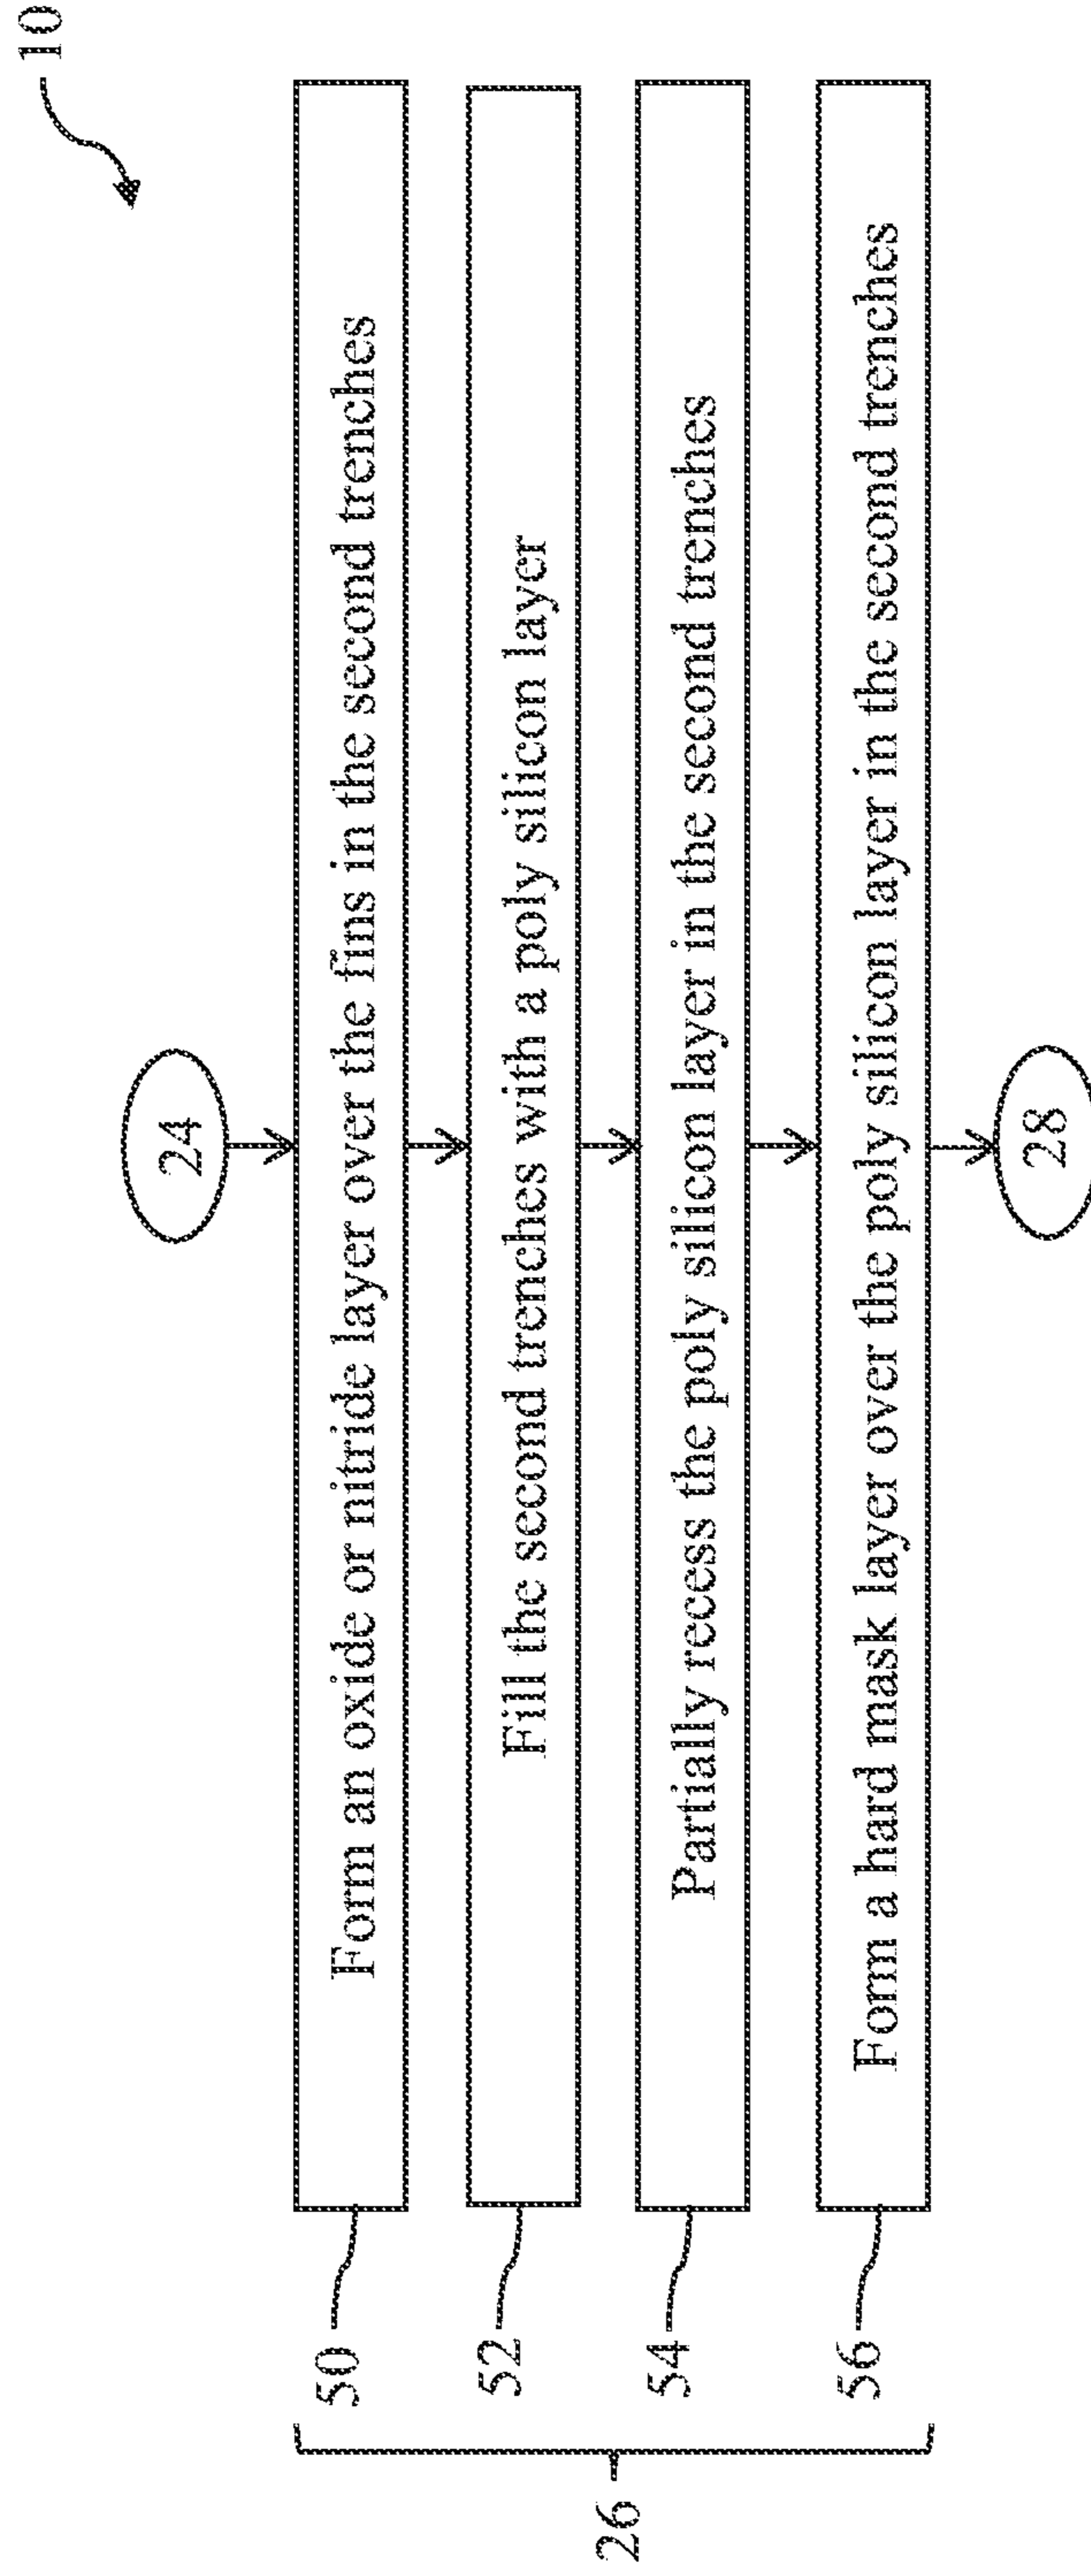 10
24
50
Form an oxide or nitride layer over the fins in the second trenches
52
Fill the second trenches with a poly silicon layer
54
Partially recess the poly silicon layer in the second trenches
56
Form a hard mask layer over the poly silicon layer in the second trenches
26
28